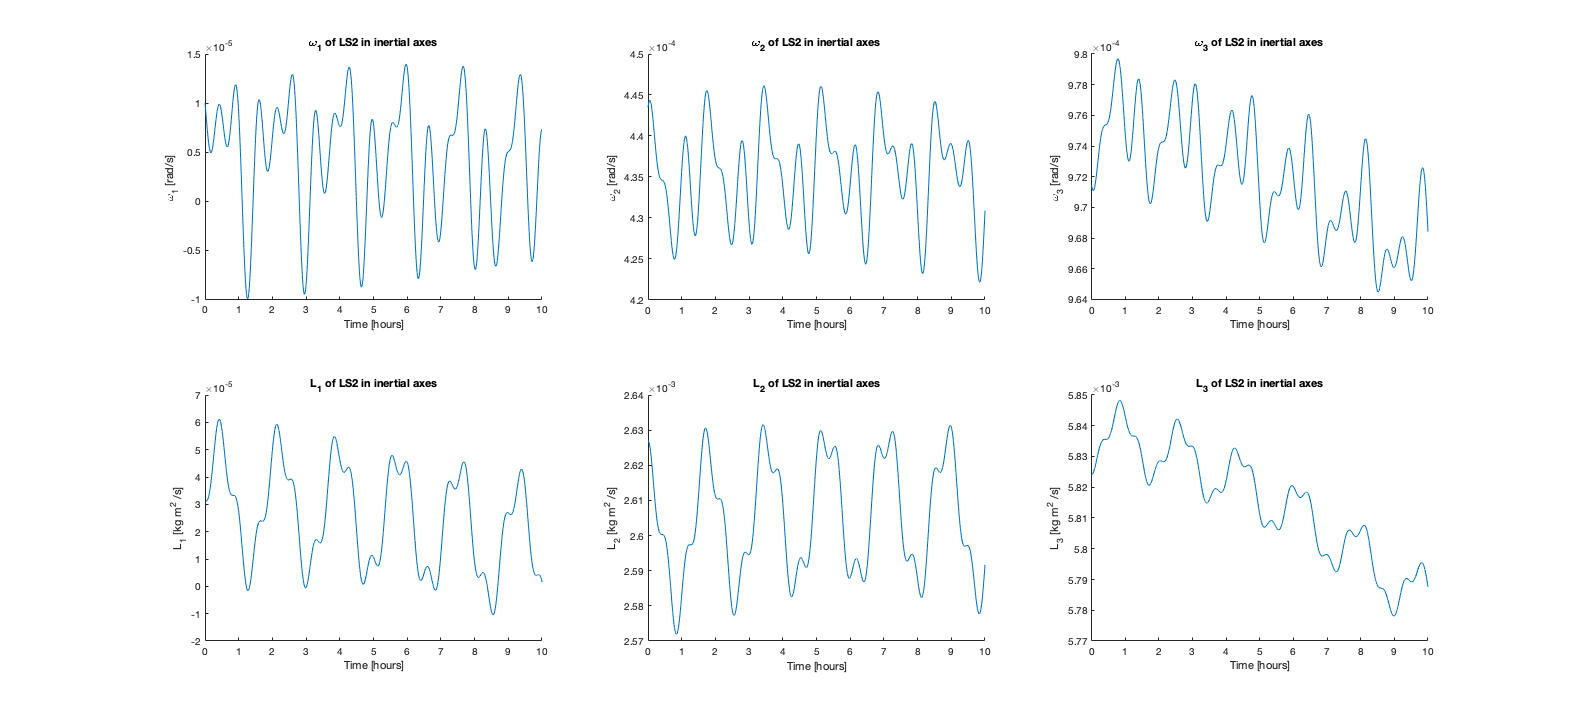 ω1 of LS2 in inertial axes
×10-5
1.5
1
0.5
0
-0.5
-1
ω1 [rad/s]
0 1 2 3 4 5 6 7 8 9 10
Time [hours]
ω2 of LS2 in inertial axes
×10-4
4.5
4.45
4.4
4.35
4.3
4.25
4.2
ω2 [rad/s]
0 1 2 3 4 5 6 7 8 9 10
Time [hours]
ω3 of LS2 in inertial axes
×10-4
9.8
9.78
9.76
9.74
9.72
9.7
9.68
9.66
9.64
ω3 [rad/s]
0 1 2 3 4 5 6 7 8 9 10
Time [hours]
L1 of LS2 in inertial axes
×10-5
7
6
5
4
3
2
1
0
-1
-2
L1 [kg m2 /s]
0 1 2 3 4 5 6 7 8 9 10
Time [hours]
L2 of LS2 in inertial axes
×10-3
2.64
2.63
2.62
2.61
2.6
2.59
2.58
2.57
L2 [kg m2 /s]
0 1 2 3 4 5 6 7 8 9 10
Time [hours]
L3 of LS2 in inertial axes
×10-3
5.85
5.84
5.83
5.82
5.81
5.8
5.79
5.78
5.77
L3 [kg m2 /s]
0 1 2 3 4 5 6 7 8 9 10
Time [hours]